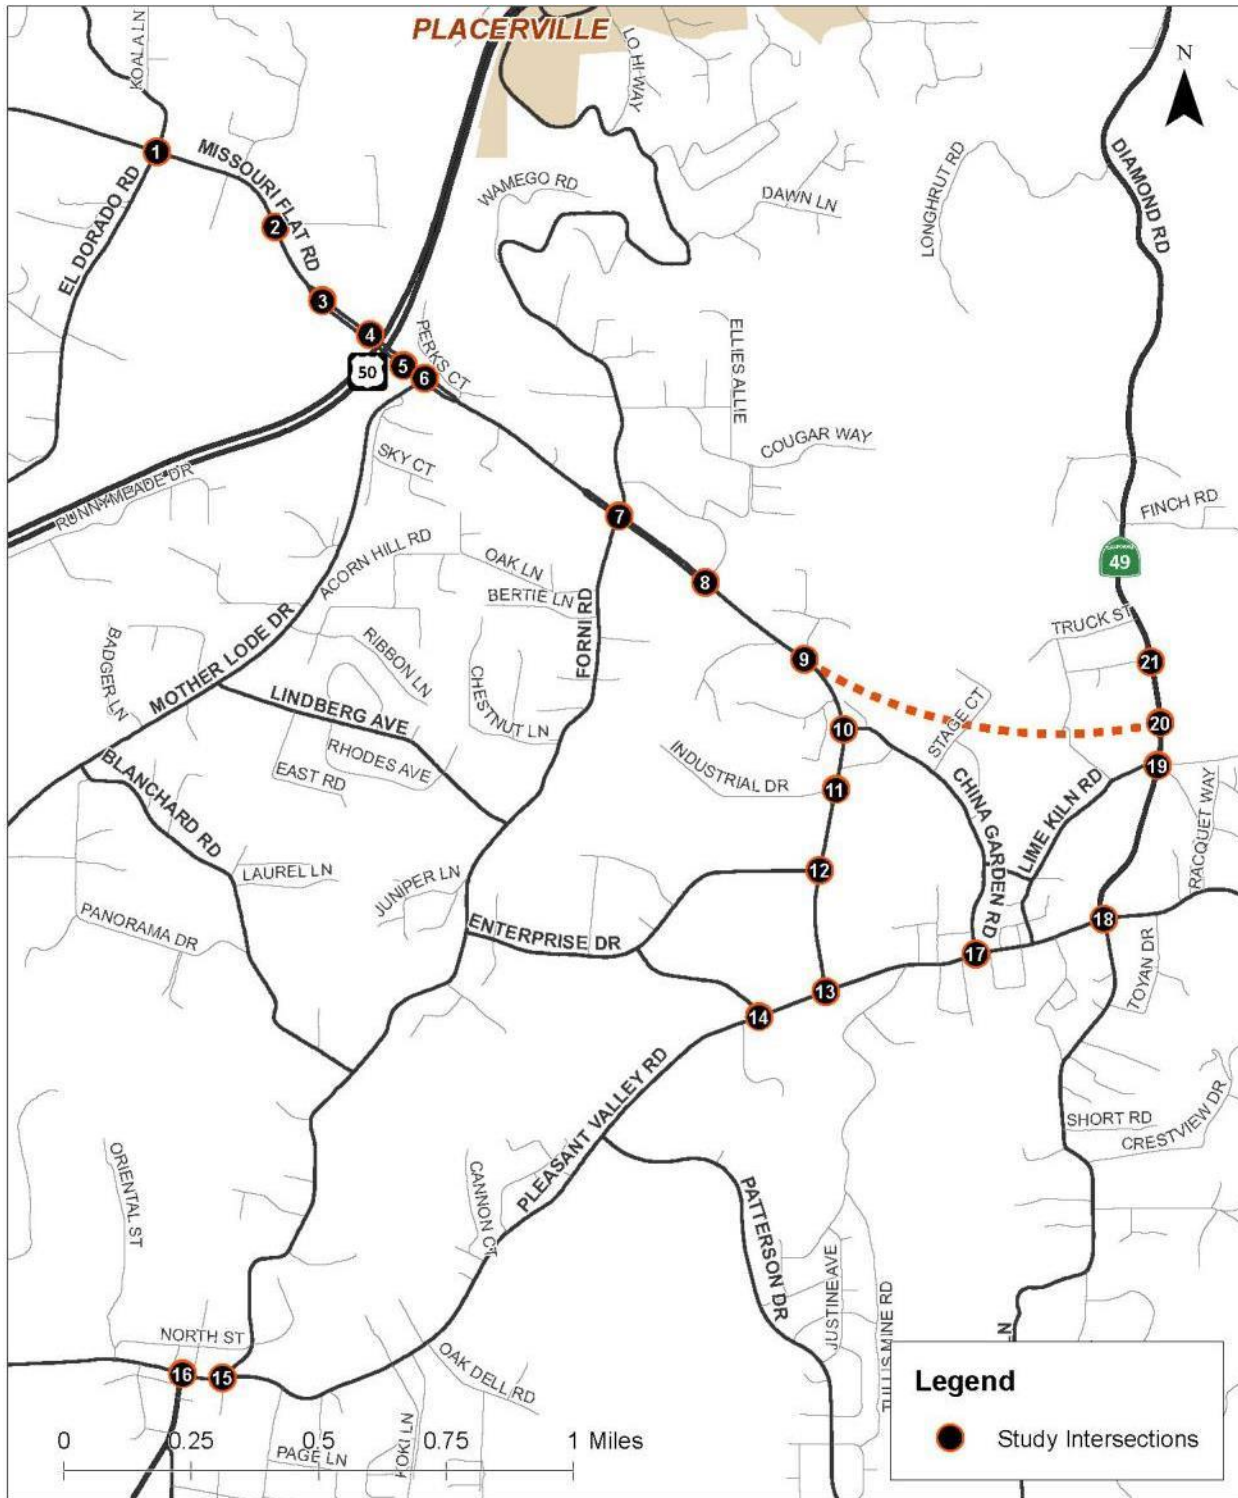 PLACERVILLE
KOALA LN
LO HI WAY
N
1
MISSOURI FLAT RD
EL DORADO RD
WAMEGO RD
DAWN LN
LONGHRUT RD
DIAMOND RD
2
3
4
5
6
50
PERKS CT
ELLIES ALLIE
COUGAR WAY
SKY CT
RUNNYMEADE DR
FINCH RD
7
49
ACORN HILL RD
OAK LN
BERTIE LN
FORNI RD
8
TRUCK ST
BADGER LN
MOTHER LODE DR
RIBBON LN
CHESTNUT LN
9
21
LINDBERG AVE
RHODES AVE
EAST RD
10
STAGE CT
20
INDUSTRIAL DR
11
CHINA GARDEN RD
LIME KILN RD
19
RACQUET WAY
BLANCHARD RD
LAUREL LN
JUNIPER LN
12
PANORAMA DR
ENTERPRISE DR
17
18
TOYAN DR
13
14
PLEASANT VALLEY RD
SHORT RD
CRESTVIEW DR
ORIENTAL ST
CANNON CT
PATTERSON DR
JUSTINE AVE
TULLIS MINE RD
LN
NORTH ST
16
15
OAK DELL RD
KOKI LN
PAGE LN
0 0.25 0.5 0.75 1 Miles
Legend
Study Intersections